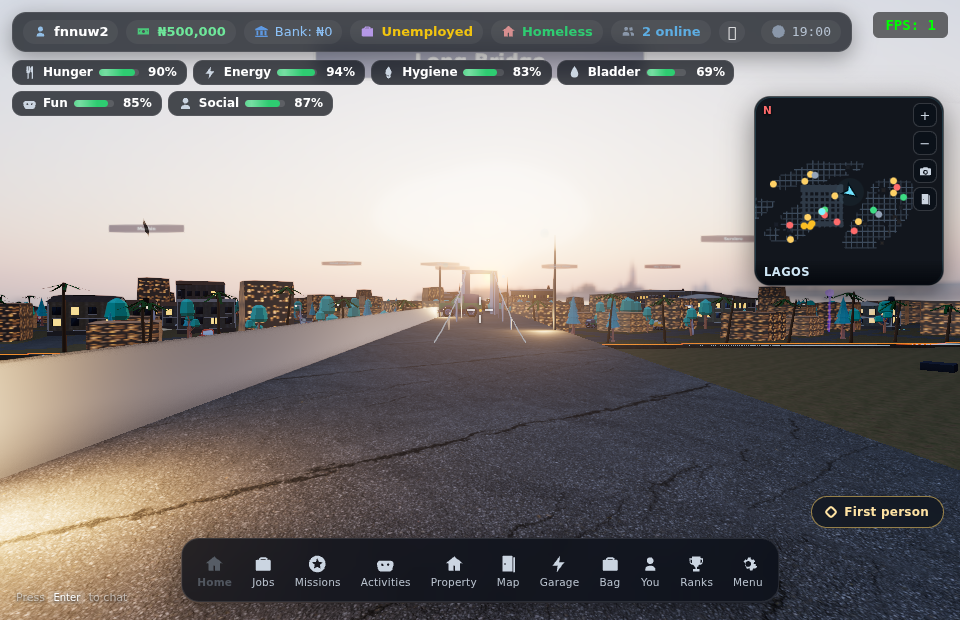 fnnuw2
₦500,000
Bank: ₦0
Unemployed
Homeless
2 online
19:00
FPS: 1
Long Bridge
Hunger 90%
Energy 94%
Hygiene 83%
Bladder 69%
Fun 85%
Social 87%
N
+
−
LAGOS
First person
Home
Jobs
Missions
Activities
Property
Map
Garage
Bag
You
Ranks
Menu
Press Enter to chat